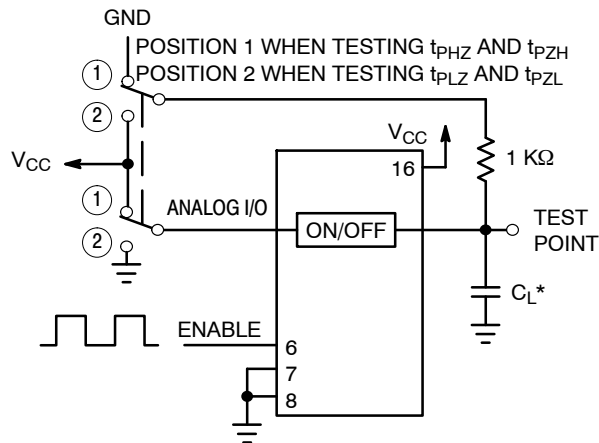 GND
POSITION 1 WHEN TESTING tPHZ AND tPZH
1
POSITION 2 WHEN TESTING tPLZ AND tPZL
2
VCC
VCC
16
1 KΩ
1
ANALOG I/O
ON/OFF
TEST
POINT
2
CL*
ENABLE
6
7
8